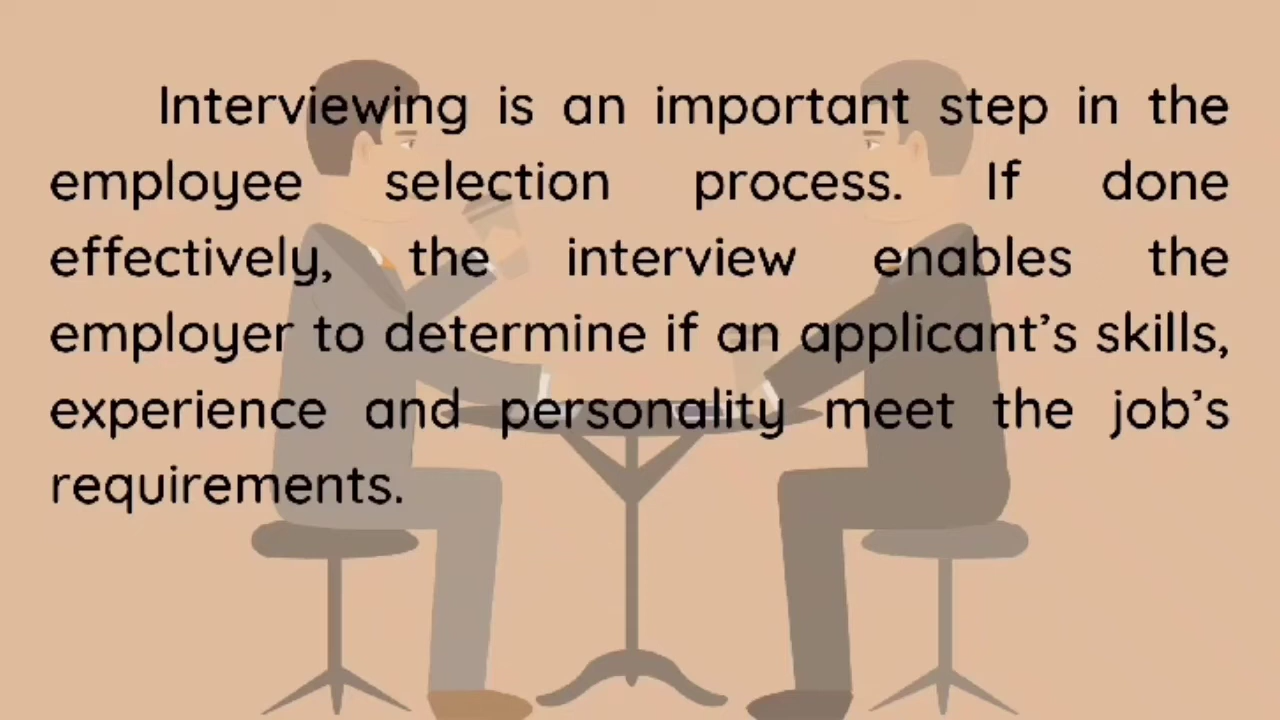 Interviewing is an important step in the
employee selection process. If done
effectively, the interview enables the
employer to determine if an applicant’s skills,
experience and personality meet the job’s
requirements.